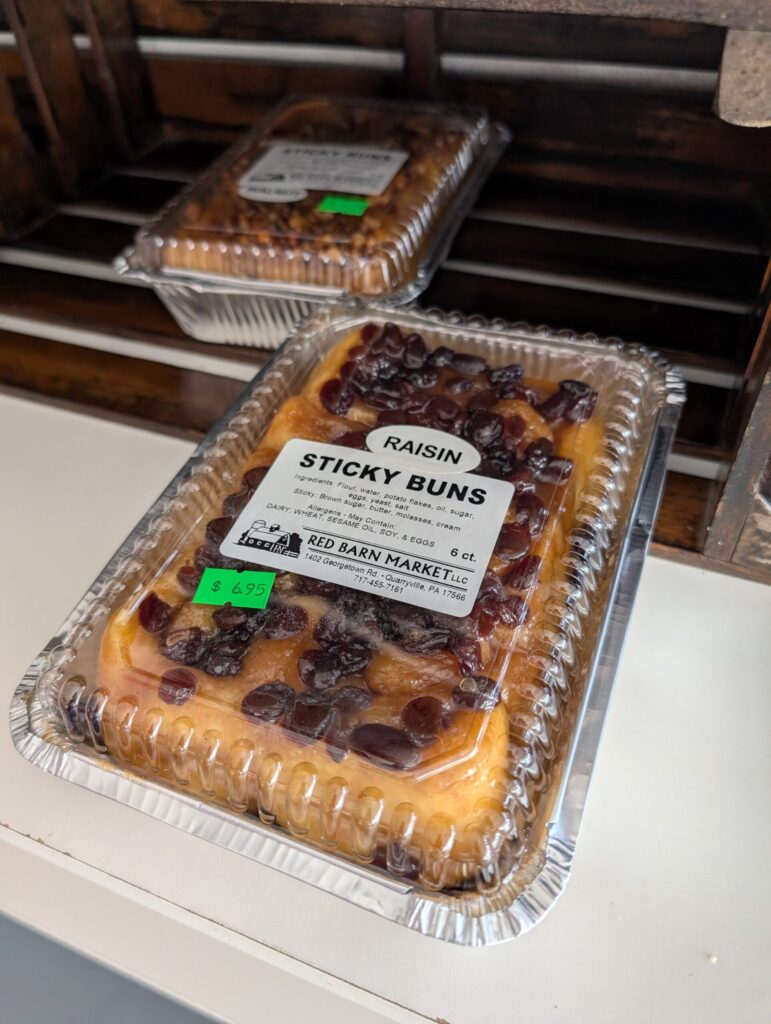 STICKY BUNS
WALNUT
RAISIN
STICKY BUNS
Ingredients: Flour, water, potato flakes, oil, sugar,
eggs, yeast, salt
Sticky: Brown sugar, butter, molasses, cream
Allergens - May Contain:
DAIRY, WHEAT, SESAME OIL, SOY, & EGGS
6 ct.
RED BARN MARKET LLC
1402 Georgetown Rd. • Quarryville, PA 17566
717-455-7161
$ 6.95